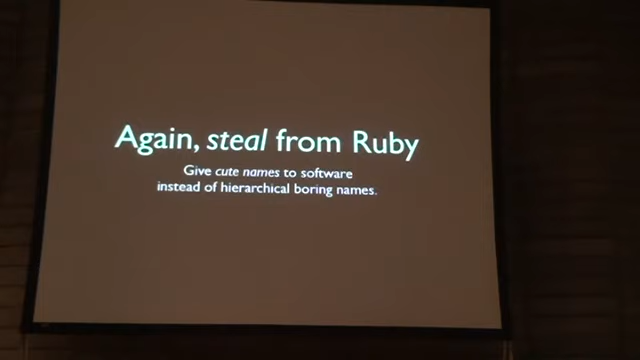 Again, steal from Ruby
Give cute names to software
instead of hierarchical boring names.